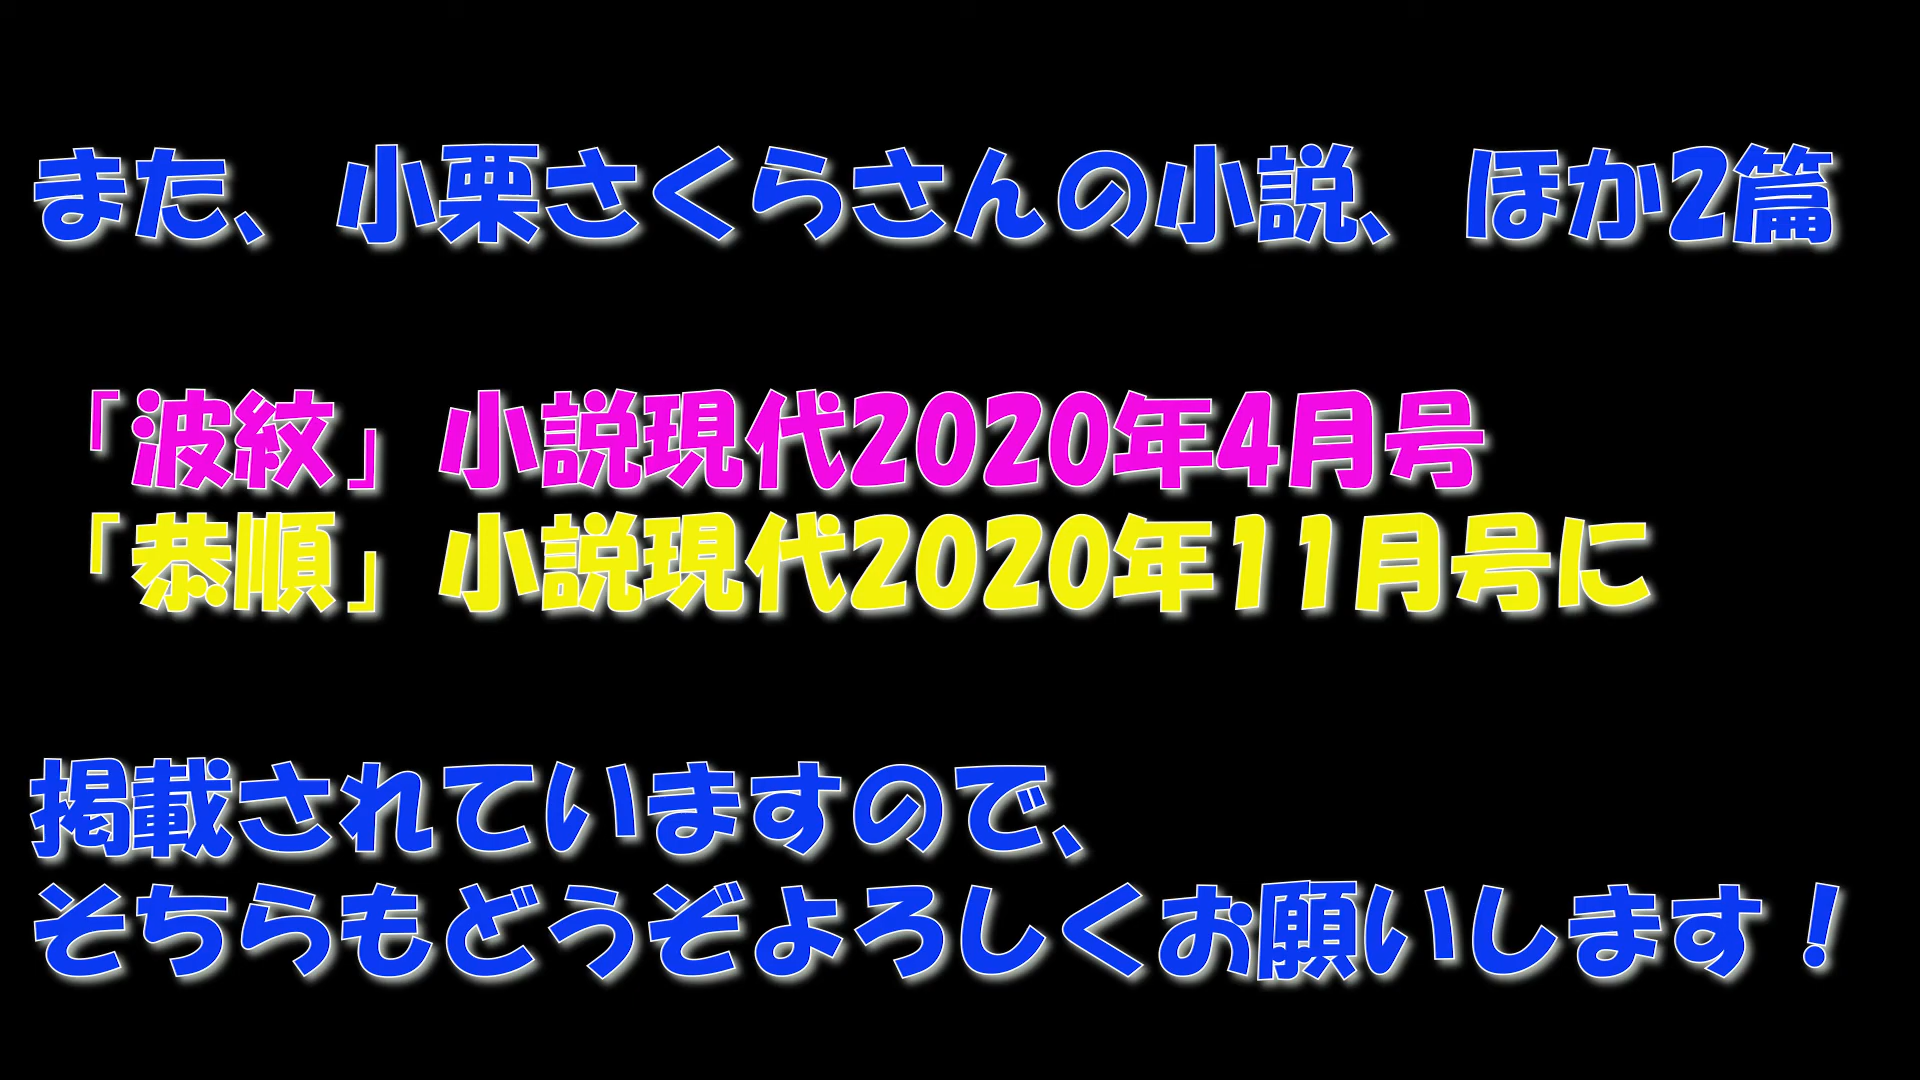 また、小栗さくらさんの小説、ほか2篇
「波紋」小説現代2020年4月号
「恭順」小説現代2020年11月号に
掲載されていますので、
そちらもどうぞよろしくお願いします！